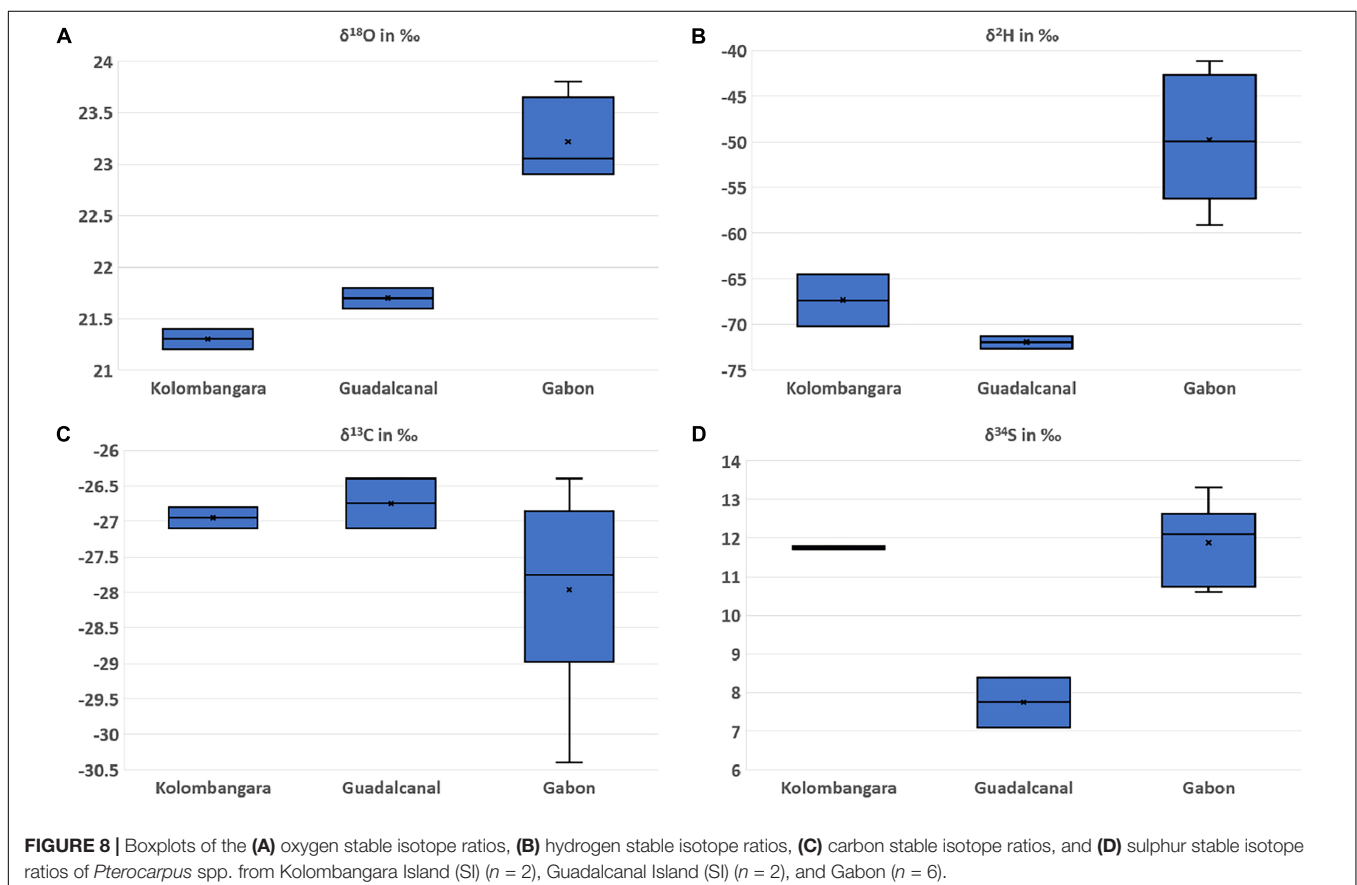 A
δ¹⁸O in ‰
24
23.5
23
22.5
22
21.5
21
Kolombangara Guadalcanal Gabon
B
δ²H in ‰
-40
-45
-50
-55
-60
-65
-70
-75
Kolombangara Guadalcanal Gabon
C
δ¹³C in ‰
-26
-26.5
-27
-27.5
-28
-28.5
-29
-29.5
-30
-30.5
Kolombangara Guadalcanal Gabon
D
δ³⁴S in ‰
14
13
12
11
10
9
8
7
6
Kolombangara Guadalcanal Gabon
FIGURE 8 | Boxplots of the (A) oxygen stable isotope ratios, (B) hydrogen stable isotope ratios, (C) carbon stable isotope ratios, and (D) sulphur stable isotope
ratios of Pterocarpus spp. from Kolombangara Island (SI) (n = 2), Guadalcanal Island (SI) (n = 2), and Gabon (n = 6).